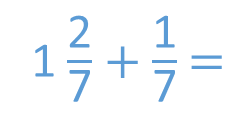 1 2/7 + 1/7 =